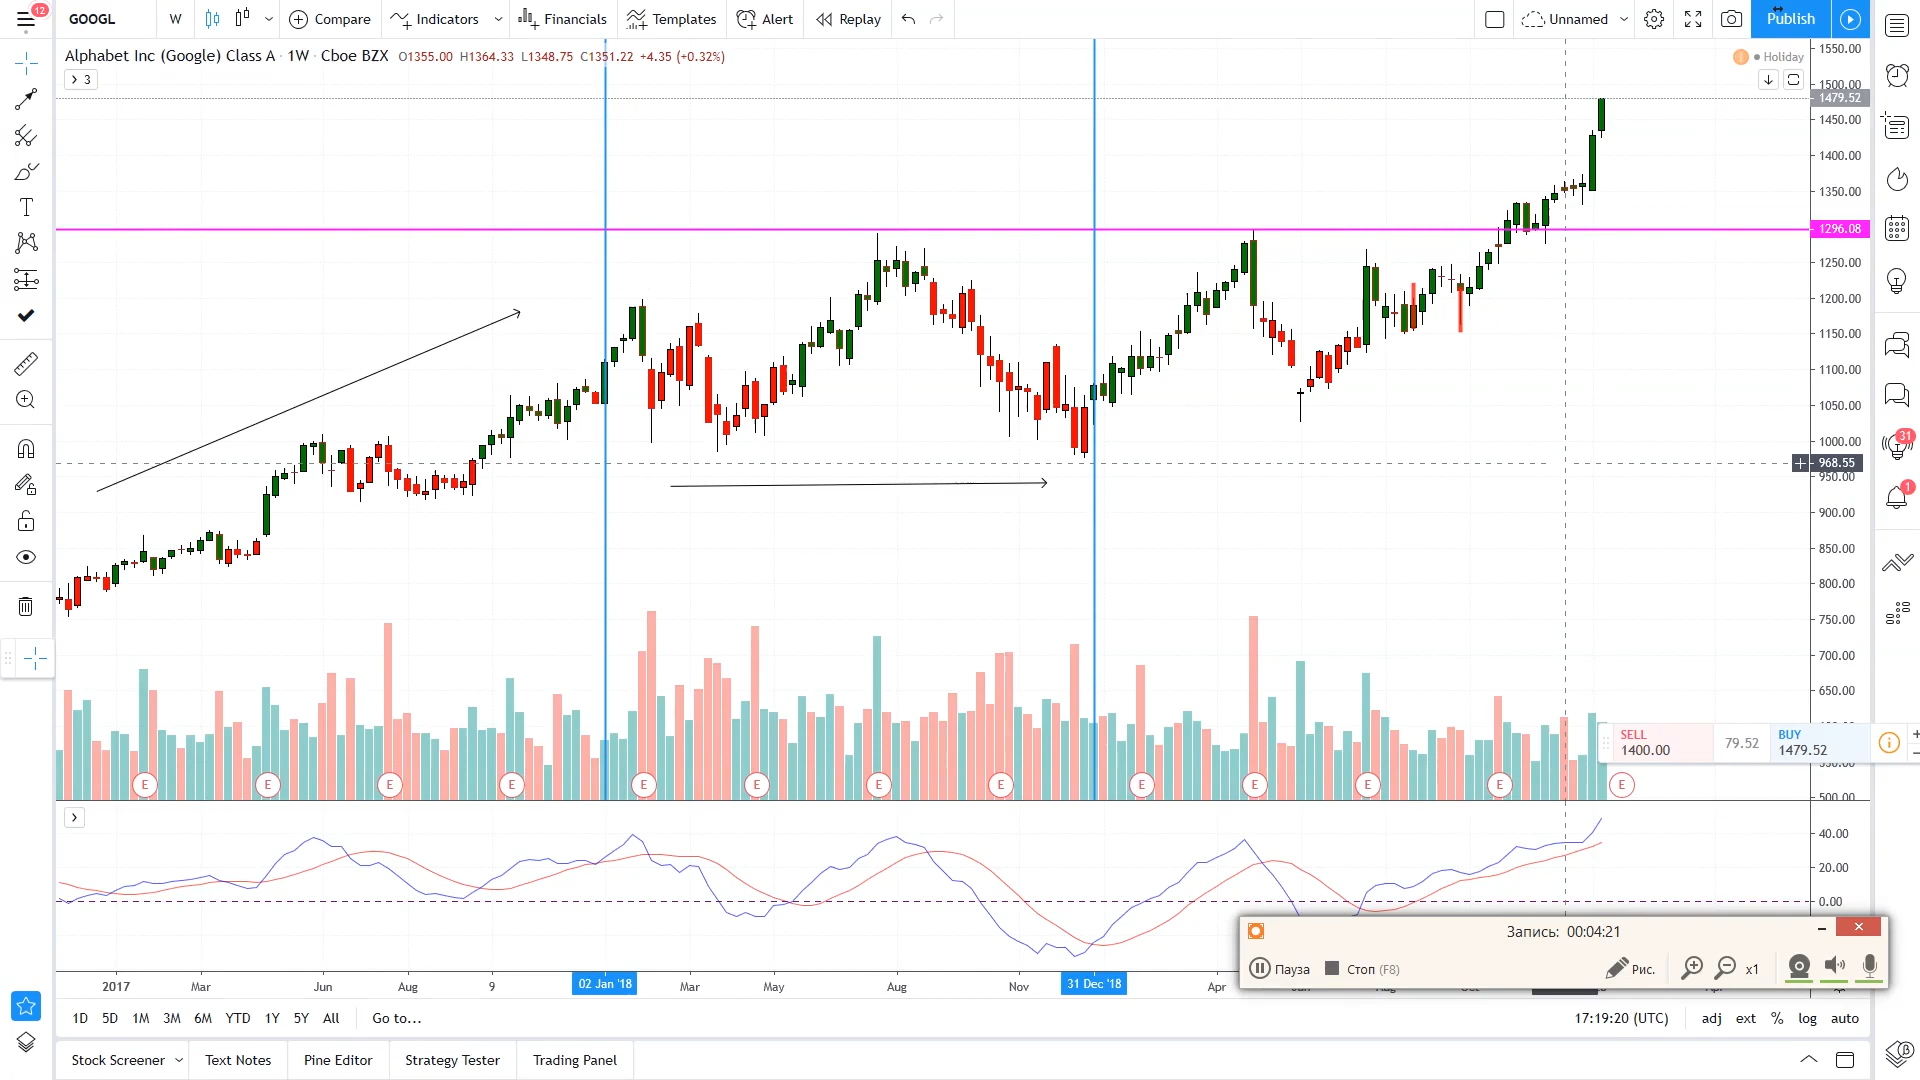 12
GOOGL
W
Compare
Indicators
Financials
Templates
Alert
Replay
Unnamed
Publish
Alphabet Inc (Google) Class A · 1W · Cboe BZX O1355.00 H1364.33 L1348.75 C1351.22 +4.35 (+0.32%)
Holiday
3
1550.00
1500.00
1479.52
1450.00
1400.00
1350.00
1296.08
1250.00
1200.00
1150.00
1100.00
1050.00
1000.00
968.55
950.00
900.00
850.00
800.00
750.00
700.00
650.00
500.00
31
1
SELL
1400.00
79.52
BUY
1479.52
E E E E E E E E E E E E E
40.00
20.00
0.00
Запись: 00:04:21
Пауза
Стоп (F8)
Рис.
x1
2017 Mar Jun Aug 9 02 Jan '18 Mar May Aug Nov 31 Dec '18 Apr
1D 5D 1M 3M 6M YTD 1Y 5Y All Go to...
17:19:20 (UTC) adj ext % log auto
Stock Screener Text Notes Pine Editor Strategy Tester Trading Panel